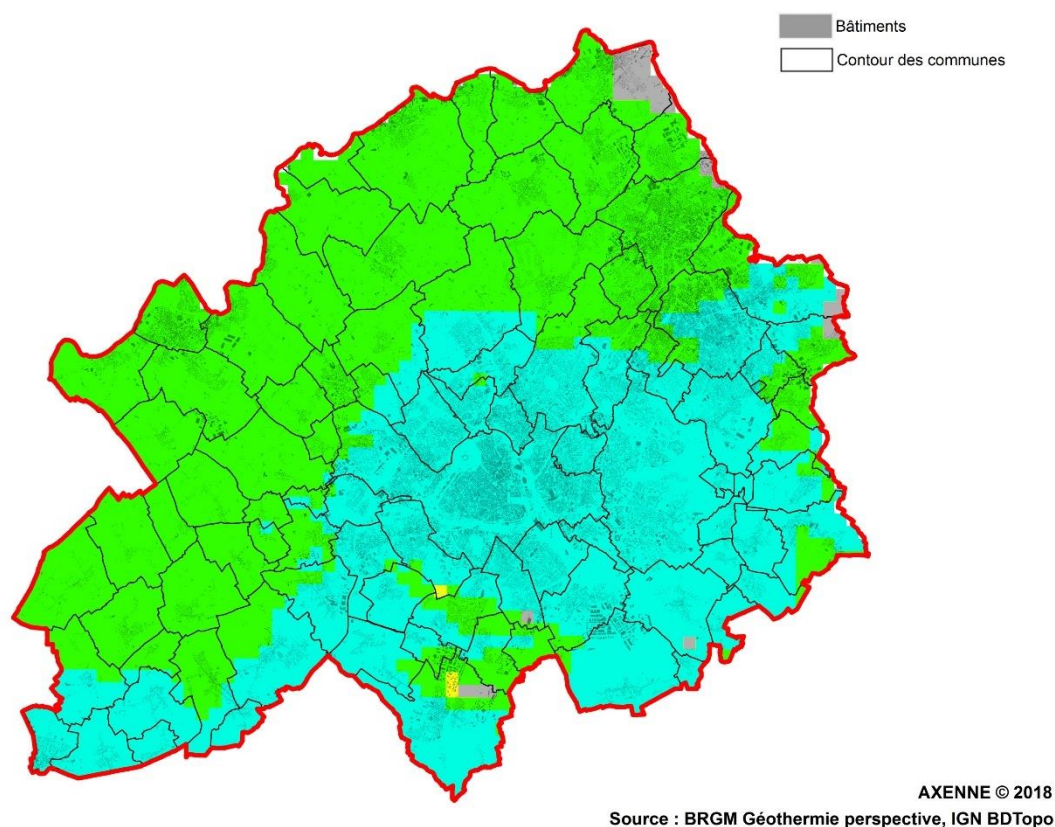 Bâtiments
Contour des communes
AXENNE © 2018
Source : BRGM Géothermie perspective, IGN BDTopo